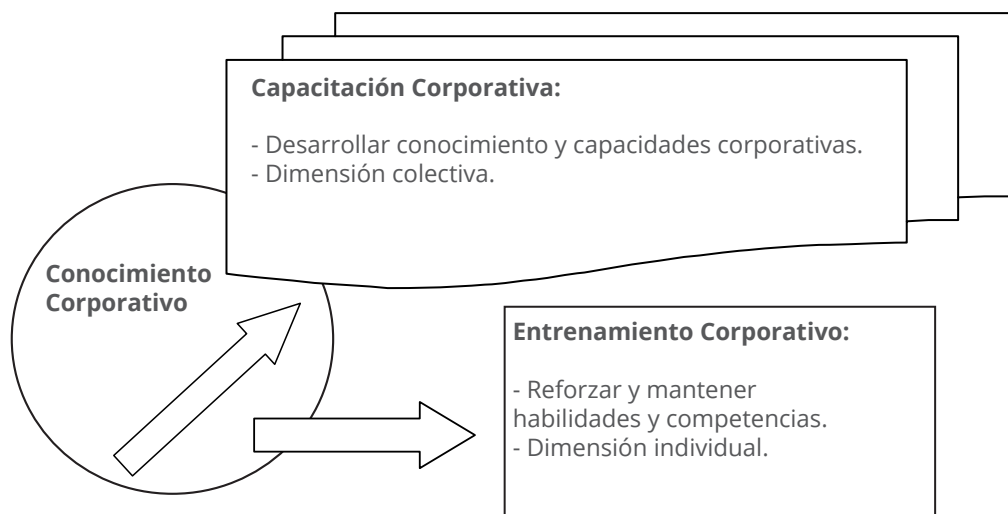 Capacitación Corporativa:
- Desarrollar conocimiento y capacidades corporativas.
- Dimensión colectiva.
Conocimiento
Corporativo
Entrenamiento Corporativo:
- Reforzar y mantener
habilidades y competencias.
- Dimensión individual.